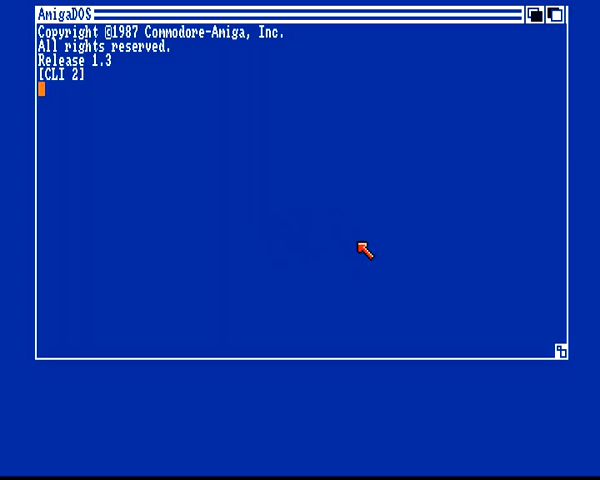 AmigaDOS
Copyright ©1987 Commodore-Amiga, Inc.
All rights reserved.
Release 1.3
[CLI 2]